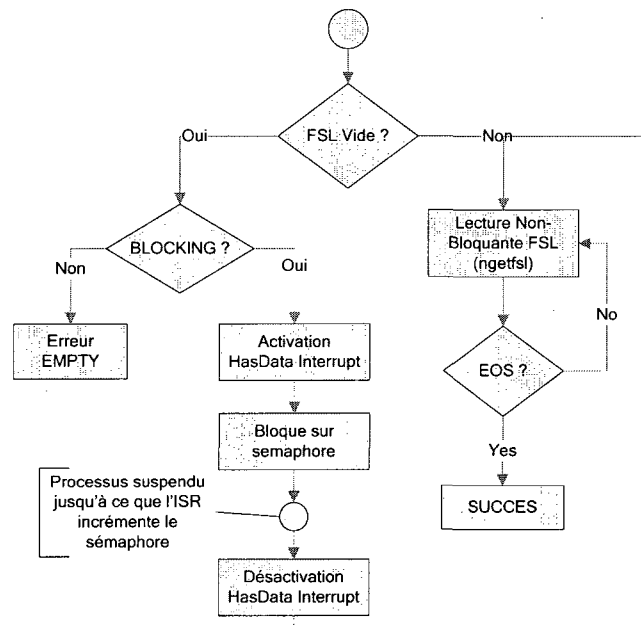 FSL Vide ?
Oui
Non
BLOCKING ?
Non
Oui
Lecture Non-
Bloquante FSL
(ngetfsl)
No
Erreur
EMPTY
Activation
HasData Interrupt
EOS ?
Bloque sur
semaphore
Yes
Processus suspendu
jusqu'à ce que l'ISR
incrémente le
sémaphore
SUCCES
Désactivation
HasData Interrupt